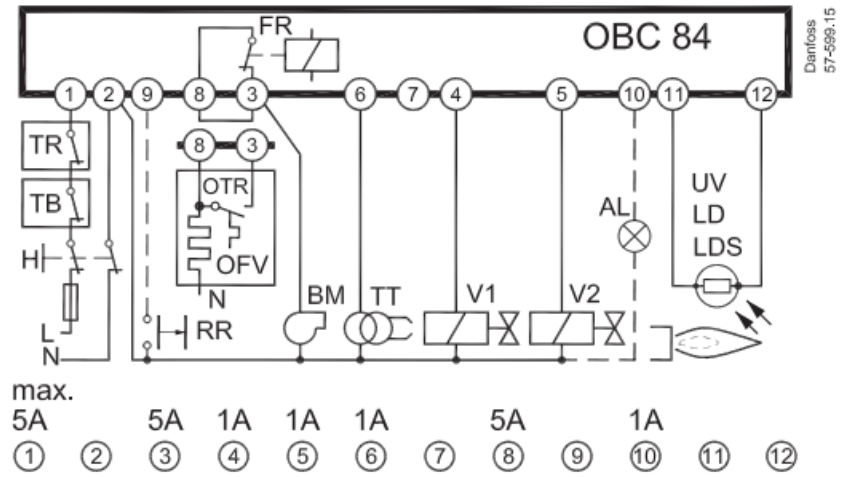 FR
OBC 84
Danfoss
57-599.15
1 2 9 8 3 6 7 4 5 10 11 12
TR
8 3
OTR
UV
TB
AL
LD
LDS
H
OFV
N
BM TT V1 V2
L
RR
N
max.
5A 5A 1A 1A 1A 5A 1A
1 2 3 4 5 6 7 8 9 10 11 12